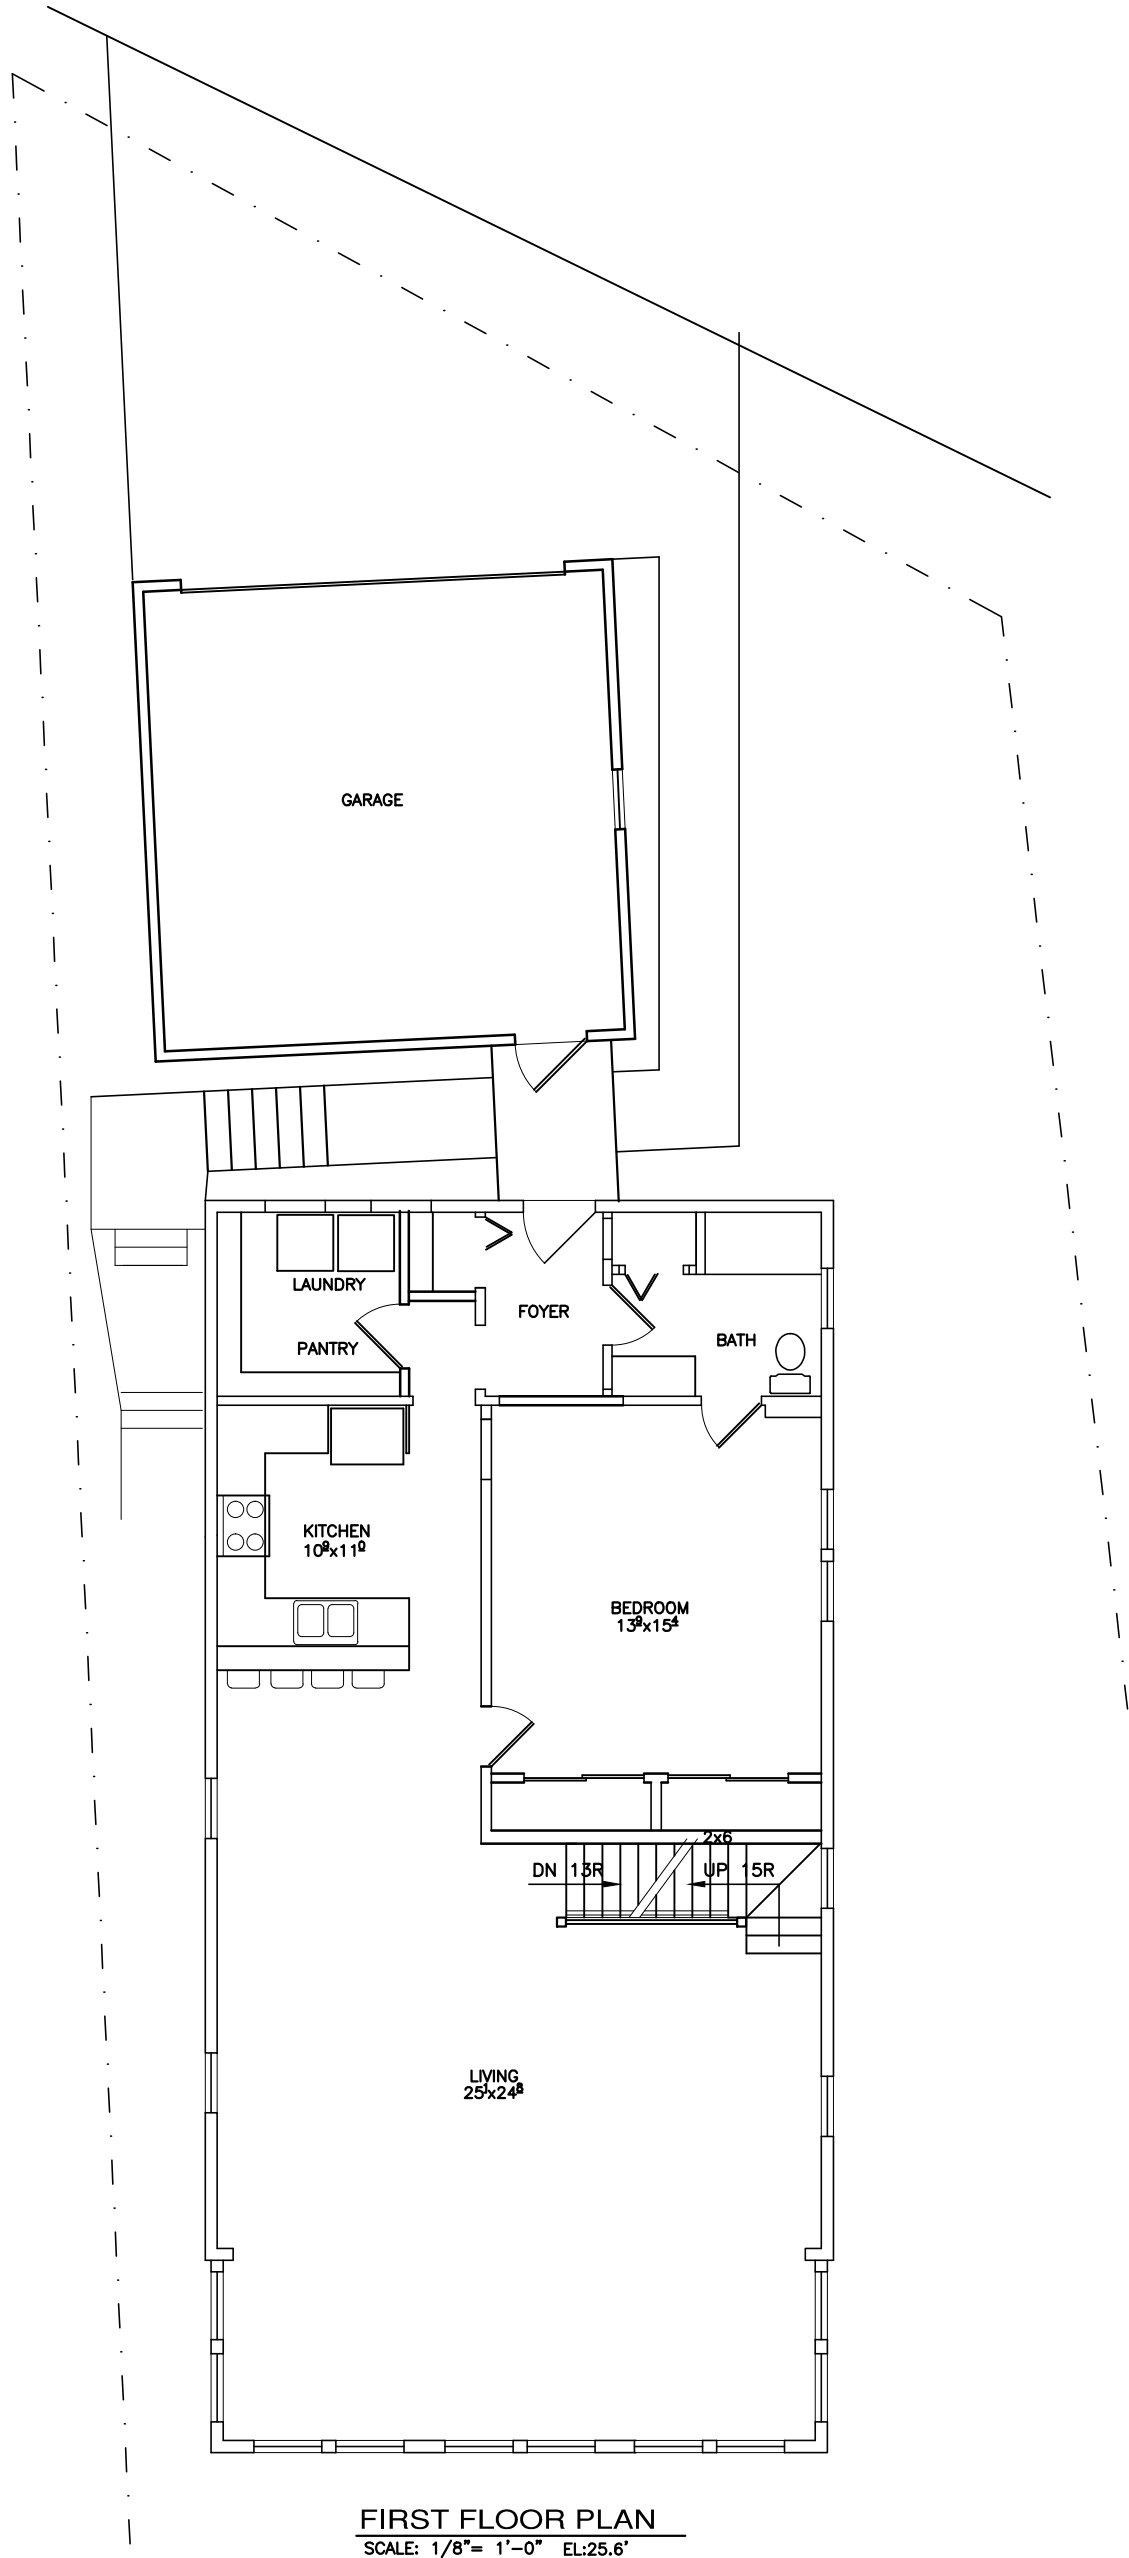 GARAGE
LAUNDRY
FOYER
PANTRY
BATH
KITCHEN
10⁹x11⁰
BEDROOM
13⁹x15⁴
2x6
DN 13R
UP 15R
LIVING
25¹x24⁸
FIRST FLOOR PLAN
SCALE: 1/8"= 1'-0" EL:25.6'